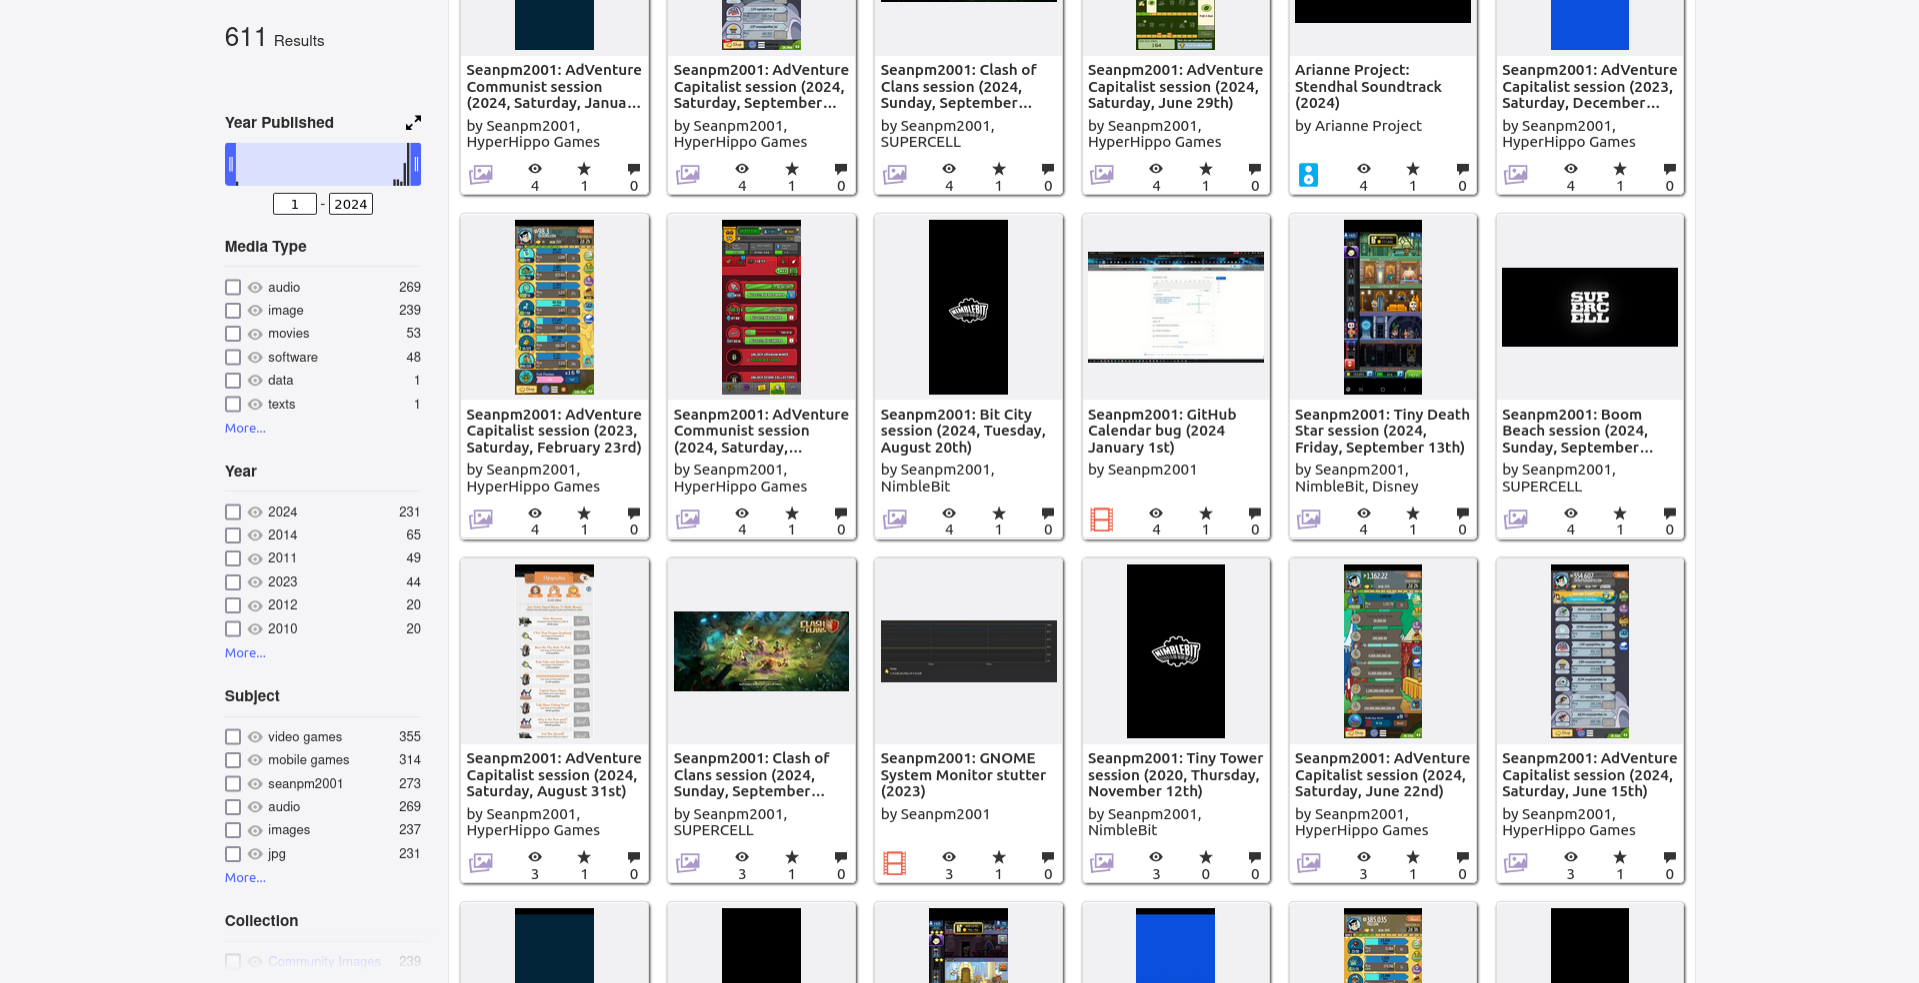 611 Results
Year Published
1 - 2024
Media Type
audio 269
image 239
movies 53
software 48
data 1
texts 1
More...
Year
2024 231
2014 65
2011 49
2023 44
2012 20
2010 20
More...
Subject
video games 355
mobile games 314
seanpm2001 273
audio 269
images 237
jpg 231
More...
Collection
Community Images 239
Seanpm2001: AdVenture
Communist session
(2024, Saturday, Janua...
by Seanpm2001,
HyperHippo Games
4 1 0
Seanpm2001: AdVenture
Capitalist session (2024,
Saturday, September...
by Seanpm2001,
HyperHippo Games
4 1 0
Seanpm2001: Clash of
Clans session (2024,
Sunday, September...
by Seanpm2001,
SUPERCELL
4 1 0
Seanpm2001: AdVenture
Capitalist session (2024,
Saturday, June 29th)
by Seanpm2001,
HyperHippo Games
4 1 0
Arianne Project:
Stendhal Soundtrack
(2024)
by Arianne Project
4 1 0
Seanpm2001: AdVenture
Capitalist session (2023,
Saturday, December...
by Seanpm2001,
HyperHippo Games
4 1 0
Seanpm2001: AdVenture
Capitalist session (2023,
Saturday, February 23rd)
by Seanpm2001,
HyperHippo Games
4 1 0
Seanpm2001: AdVenture
Communist session
(2024, Saturday,...
by Seanpm2001,
HyperHippo Games
4 1 0
NIMBLEBIT
Seanpm2001: Bit City
session (2024, Tuesday,
August 20th)
by Seanpm2001,
NimbleBit
4 1 0
Seanpm2001: GitHub
Calendar bug (2024
January 1st)
by Seanpm2001
4 1 0
Seanpm2001: Tiny Death
Star session (2024,
Friday, September 13th)
by Seanpm2001,
NimbleBit, Disney
4 1 0
SUP
ERC
ELL
Seanpm2001: Boom
Beach session (2024,
Sunday, September...
by Seanpm2001,
SUPERCELL
4 1 0
Upgrades
Seanpm2001: AdVenture
Capitalist session (2024,
Saturday, August 31st)
by Seanpm2001,
HyperHippo Games
3 1 0
CLASH
OF CLANS
Seanpm2001: Clash of
Clans session (2024,
Sunday, September...
by Seanpm2001,
SUPERCELL
3 1 0
Seanpm2001: GNOME
System Monitor stutter
(2023)
by Seanpm2001
3 1 0
NIMBLEBIT
Seanpm2001: Tiny Tower
session (2020, Thursday,
November 12th)
by Seanpm2001,
NimbleBit
3 0 0
Seanpm2001: AdVenture
Capitalist session (2024,
Saturday, June 22nd)
by Seanpm2001,
HyperHippo Games
3 1 0
Seanpm2001: AdVenture
Capitalist session (2024,
Saturday, June 15th)
by Seanpm2001,
HyperHippo Games
3 1 0